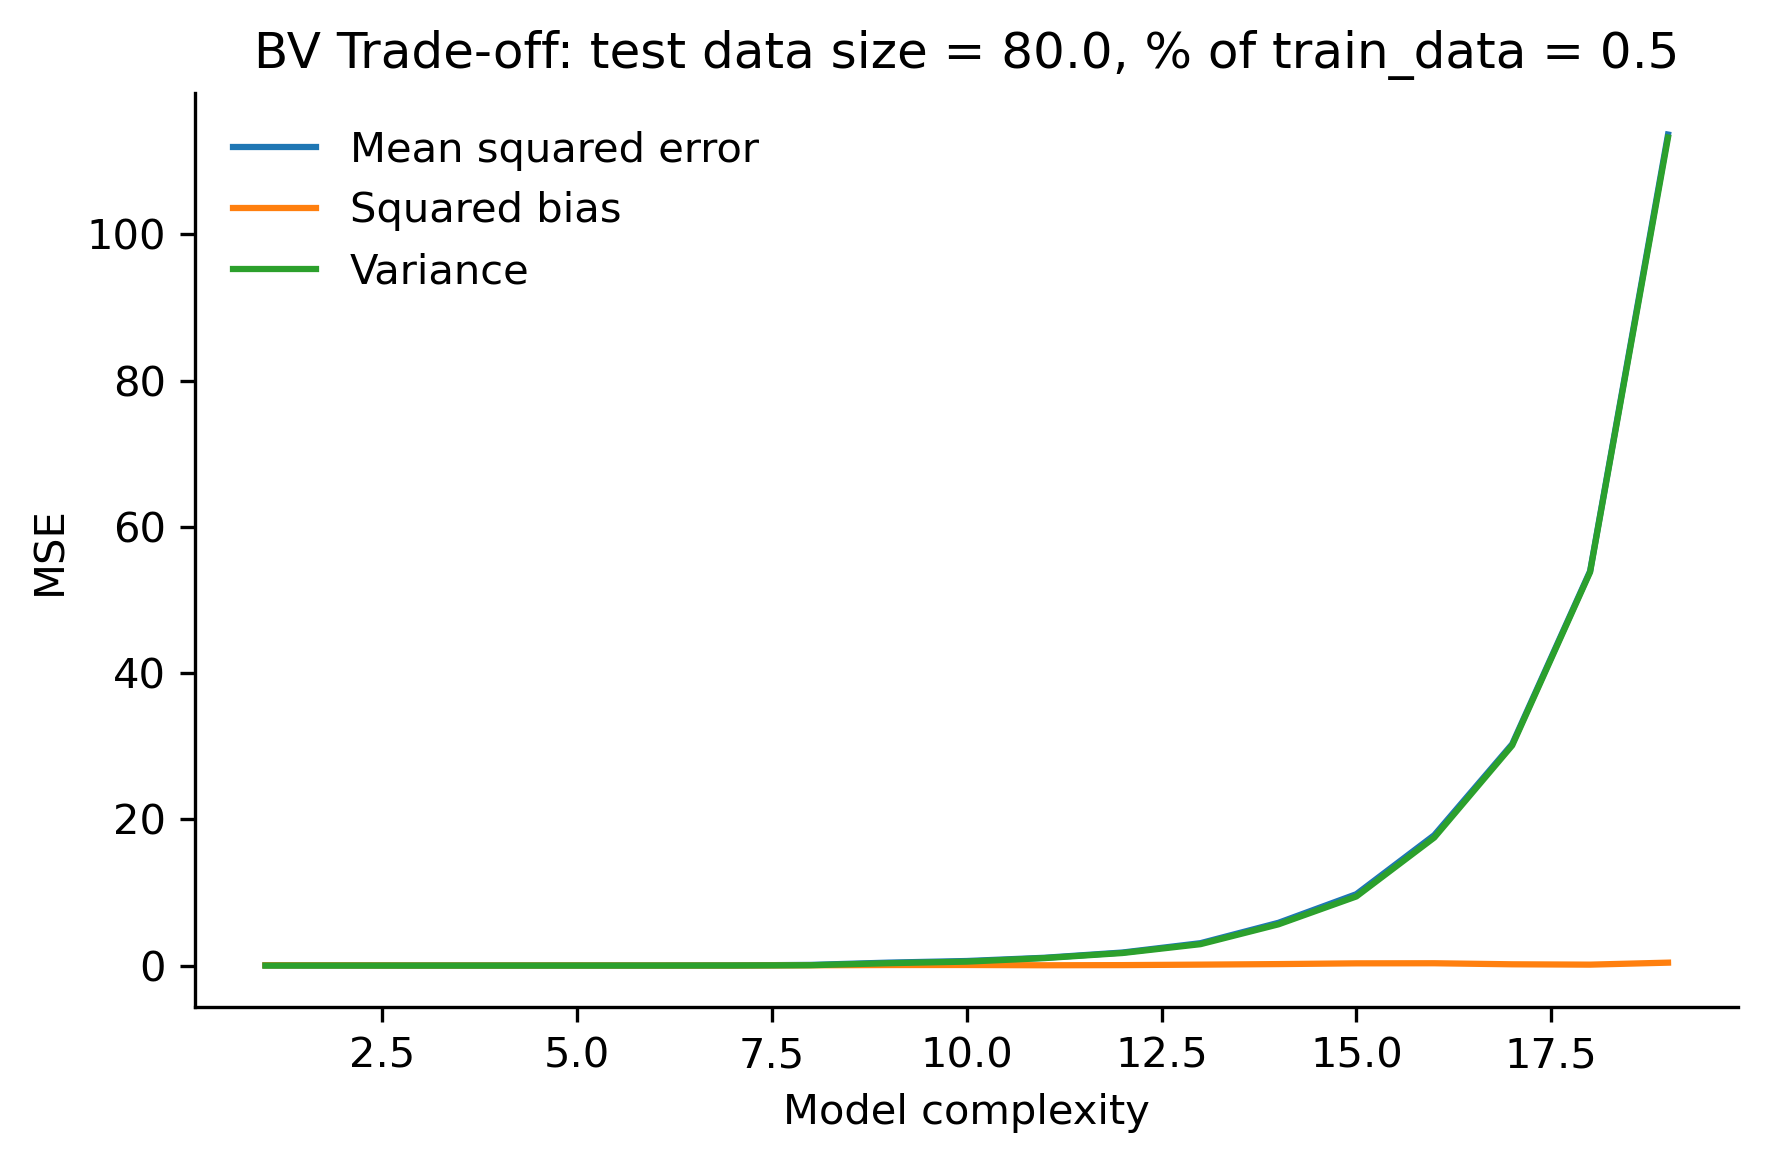 BV Trade-off: test data size = 80.0, % of train_data = 0.5
Mean squared error
Squared bias
Variance
MSE
100
80
60
40
20
0
2.5 5.0 7.5 10.0 12.5 15.0 17.5
Model complexity